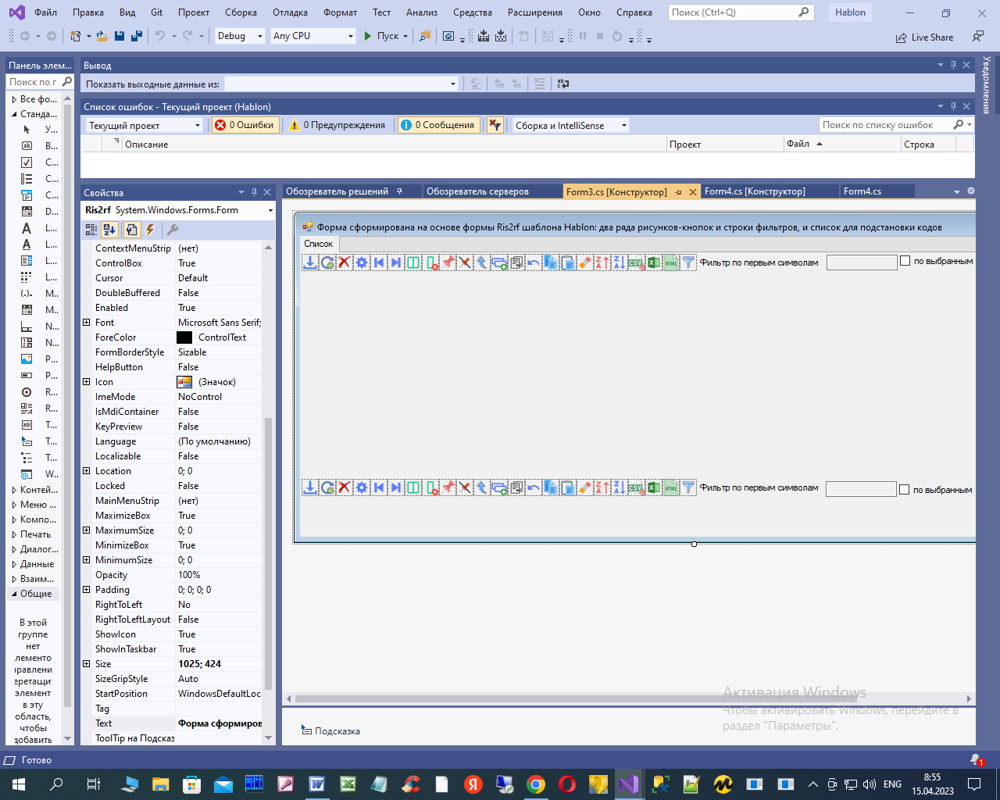 Файл Правка Вид Git Проект Сборка Отладка Формат Тест Анализ Средства Расширения Окно Справка Поиск (Ctrl+Q) Hablon
Debug Any CPU Пуск Live Share
Панель элем...
Поиск по г
Все фо...
Станда...
У...
B...
C...
C...
C...
D...
L...
L...
L...
L...
M...
M...
N...
N...
P...
P...
R...
R...
T...
T...
T...
W..
Контей...
Меню ...
Компо...
Печать
Диалог...
Данные
Взаим...
Общие
В этой
группе
нет
лементо
правлени
еретащит
элемент
в эту
область,
чтобы
добавить
Вывод
Показать выходные данные из:
Список ошибок - Текущий проект (Hablon)
Текущий проект 0 Ошибки 0 Предупреждения 0 Сообщения Сборка и IntelliSense Поиск по списку ошибок
Описание Проект Файл Строка
Уведомления
Свойства
Ris2rf System.Windows.Forms.Form
ContextMenuStrip (нет)
ControlBox True
Cursor Default
DoubleBuffered False
Enabled True
Font Microsoft Sans Serif;
ForeColor ControlText
FormBorderStyle Sizable
HelpButton False
Icon (Значок)
ImeMode NoControl
IsMdiContainer False
KeyPreview False
Language (По умолчанию)
Localizable False
Location 0; 0
Locked False
MainMenuStrip (нет)
MaximizeBox True
MaximumSize 0; 0
MinimizeBox True
MinimumSize 0; 0
Opacity 100%
Padding 0; 0; 0; 0
RightToLeft No
RightToLeftLayout False
ShowIcon True
ShowInTaskbar True
Size 1025; 424
SizeGripStyle Auto
StartPosition WindowsDefaultLoc
Tag
Text Форма сформиров
ToolTip на Подсказ
Обозреватель решений Обозреватель серверов Form3.cs [Конструктор] Form4.cs [Конструктор] Form4.cs
Форма сформирована на основе формы Ris2rf шаблона Hablon: два ряда рисунков-кнопок и строки фильтров, и список для подстановки кодов
Список
CSV HTML Фильтр по первым символам по выбранным
CSV HTML Фильтр по первым символам по выбранным
Активация Windows
Чтобы активировать Windows, перейдите в
раздел "Параметры".
Подсказка
Готово 1
ENG 8:55
15.04.2023